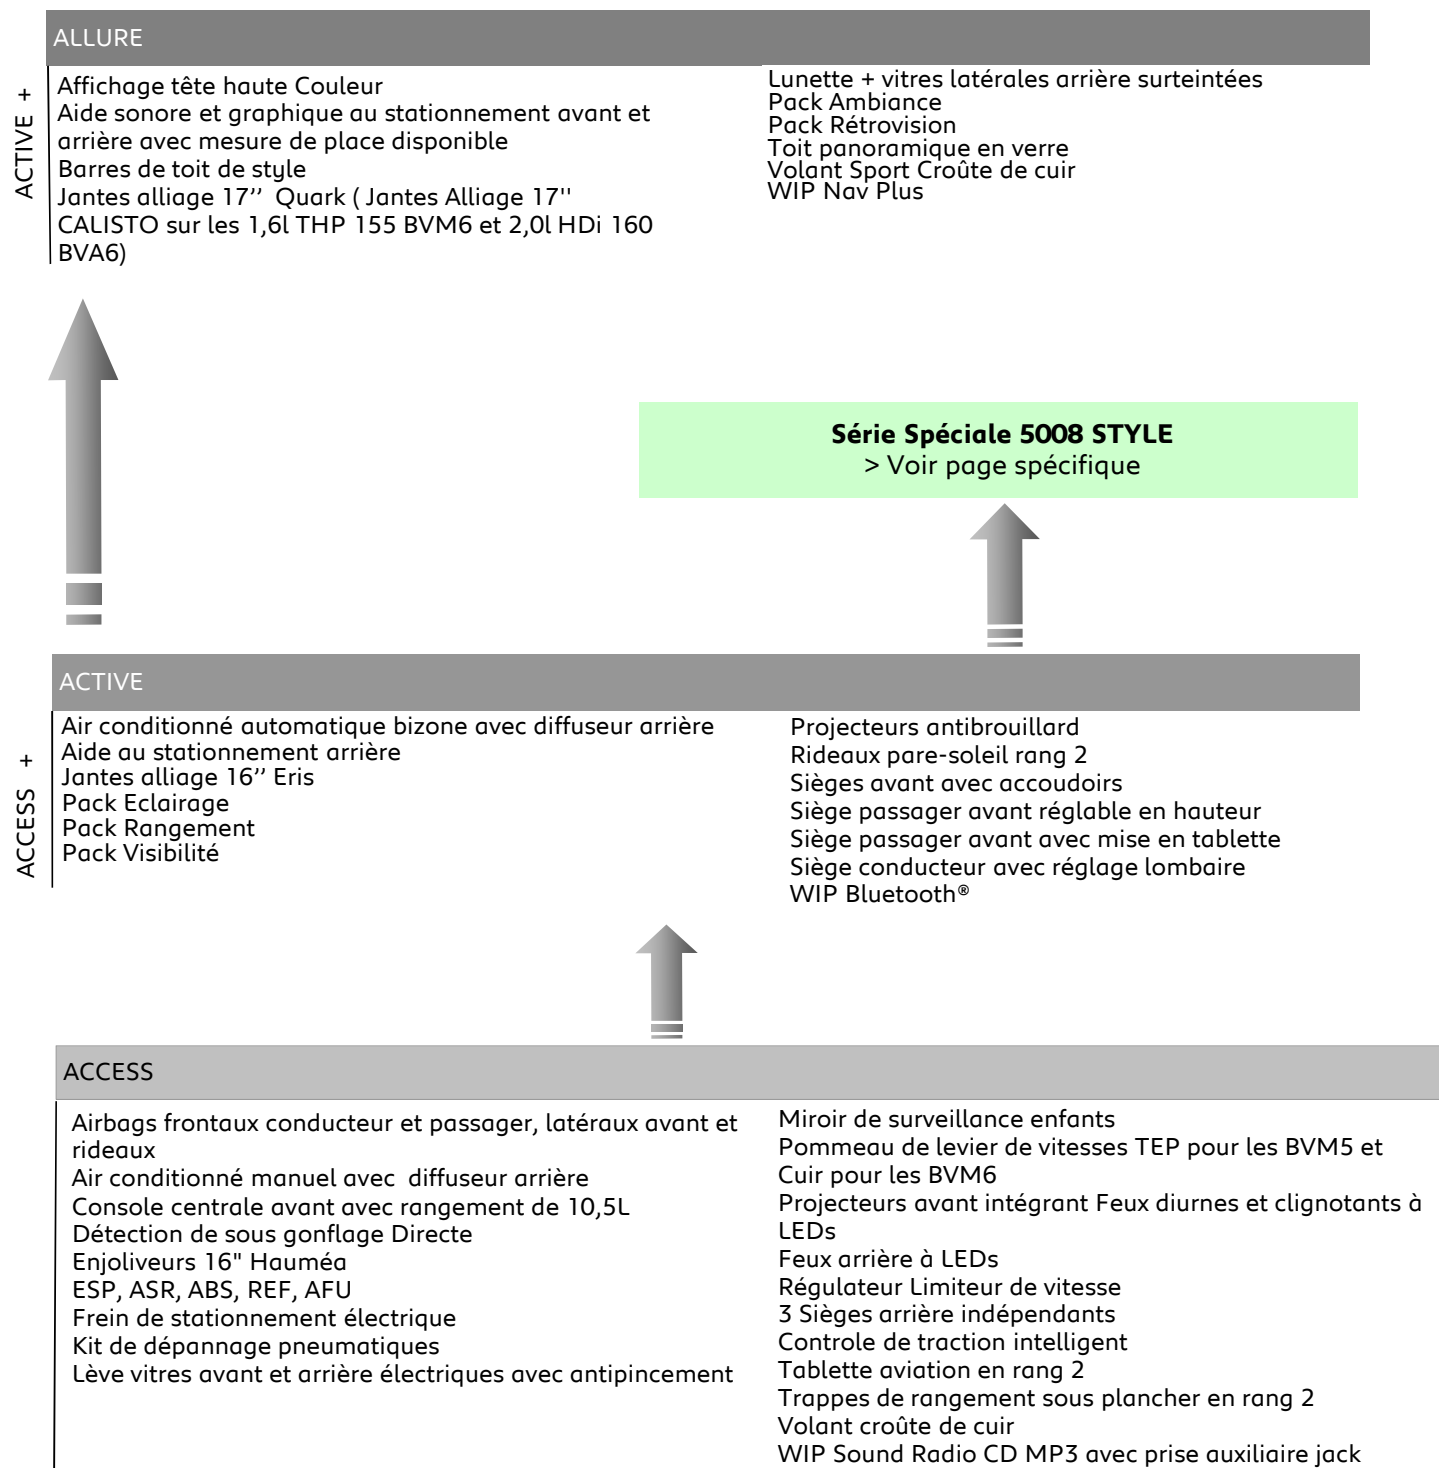 ALLURE
ACTIVE +
Affichage tête haute Couleur
Aide sonore et graphique au stationnement avant et
arrière avec mesure de place disponible
Barres de toit de style
Jantes alliage 17’’ Quark ( Jantes Alliage 17''
CALISTO sur les 1,6l THP 155 BVM6 et 2,0l HDi 160
BVA6)
Lunette + vitres latérales arrière surteintées
Pack Ambiance
Pack Rétrovision
Toit panoramique en verre
Volant Sport Croûte de cuir
WIP Nav Plus
Série Spéciale 5008 STYLE
> Voir page spécifique
ACTIVE
ACCESS +
Air conditionné automatique bizone avec diffuseur arrière
Aide au stationnement arrière
Jantes alliage 16’’ Eris
Pack Eclairage
Pack Rangement
Pack Visibilité
Projecteurs antibrouillard
Rideaux pare-soleil rang 2
Sièges avant avec accoudoirs
Siège passager avant réglable en hauteur
Siège passager avant avec mise en tablette
Siège conducteur avec réglage lombaire
WIP Bluetooth®
ACCESS
Airbags frontaux conducteur et passager, latéraux avant et
rideaux
Air conditionné manuel avec diffuseur arrière
Console centrale avant avec rangement de 10,5L
Détection de sous gonflage Directe
Enjoliveurs 16" Hauméa
ESP, ASR, ABS, REF, AFU
Frein de stationnement électrique
Kit de dépannage pneumatiques
Lève vitres avant et arrière électriques avec antipincement
Miroir de surveillance enfants
Pommeau de levier de vitesses TEP pour les BVM5 et
Cuir pour les BVM6
Projecteurs avant intégrant Feux diurnes et clignotants à
LEDs
Feux arrière à LEDs
Régulateur Limiteur de vitesse
3 Sièges arrière indépendants
Controle de traction intelligent
Tablette aviation en rang 2
Trappes de rangement sous plancher en rang 2
Volant croûte de cuir
WIP Sound Radio CD MP3 avec prise auxiliaire jack